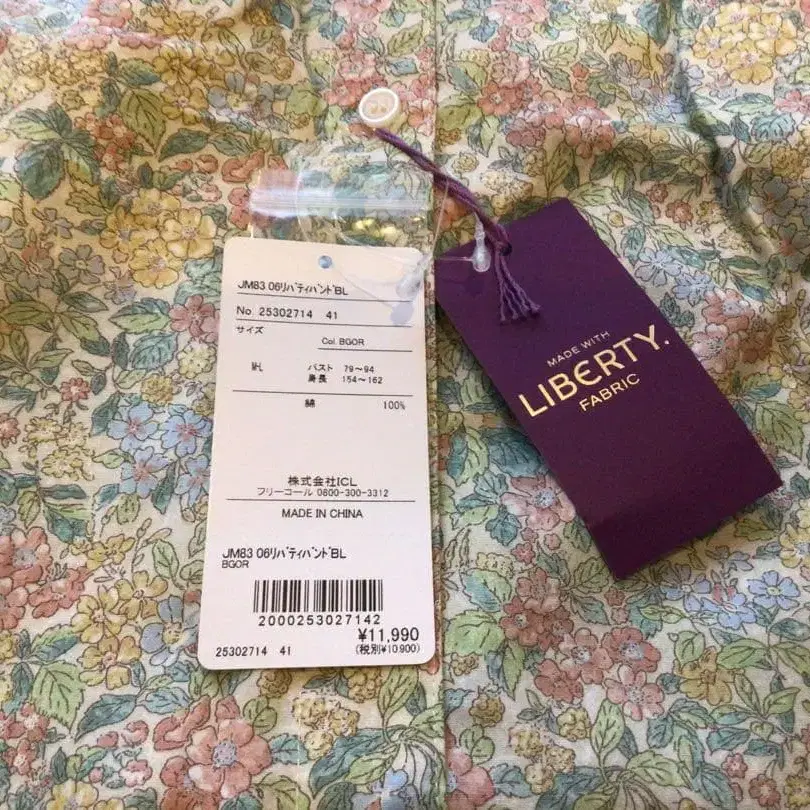 JM83 06ﾘﾊﾞﾃｨﾊﾞﾝﾄﾞBL
No 25302714 41
サイズ
Col.BGOR
M-L バスト 79～94
身長 154～162
綿 100%
株式会社ICL
フリーコール 0800-300-3312
MADE IN CHINA
JM83 06ﾘﾊﾞﾃｨﾊﾞﾝﾄﾞBL
BGOR
2000253027142
¥11,990
25302714 41 (税別¥10,900)
MADE WITH
LIBERTY.
FABRIC